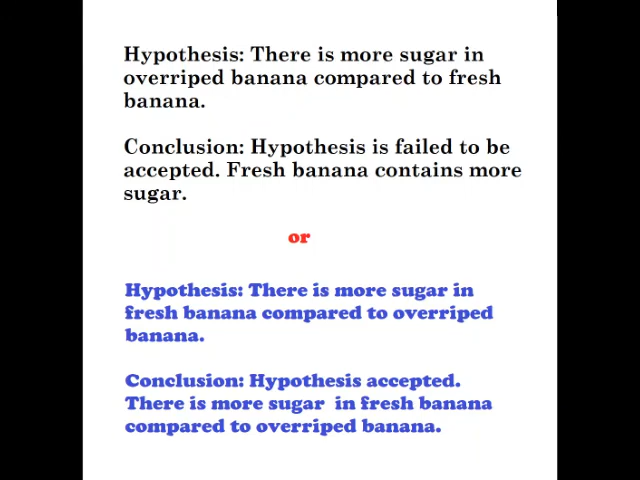 Hypothesis: There is more sugar in
overriped banana compared to fresh
banana.
Conclusion: Hypothesis is failed to be
accepted. Fresh banana contains more
sugar.
or
Hypothesis: There is more sugar in
fresh banana compared to overriped
banana.
Conclusion: Hypothesis accepted.
There is more sugar in fresh banana
compared to overriped banana.